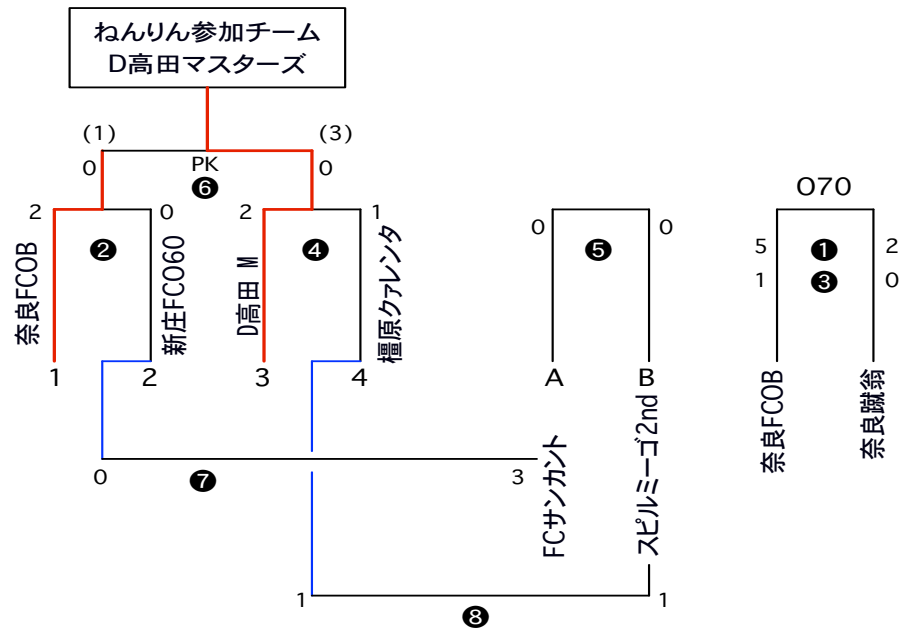 ねんりん参加チーム
D高田マスターズ
(1)
(3)
0
PK
0
❻
O70
2
0
2
1
0
0
❷
❹
❺
5
❶
2
1
❸
0
奈良FCOB
新庄FCO60
D高田 M
橿原クァレンタ
1
2
3
4
A
B
奈良FCOB
奈良蹴翁
FCサンカント
スピルミーゴ2nd
0
❼
3
1
❽
1